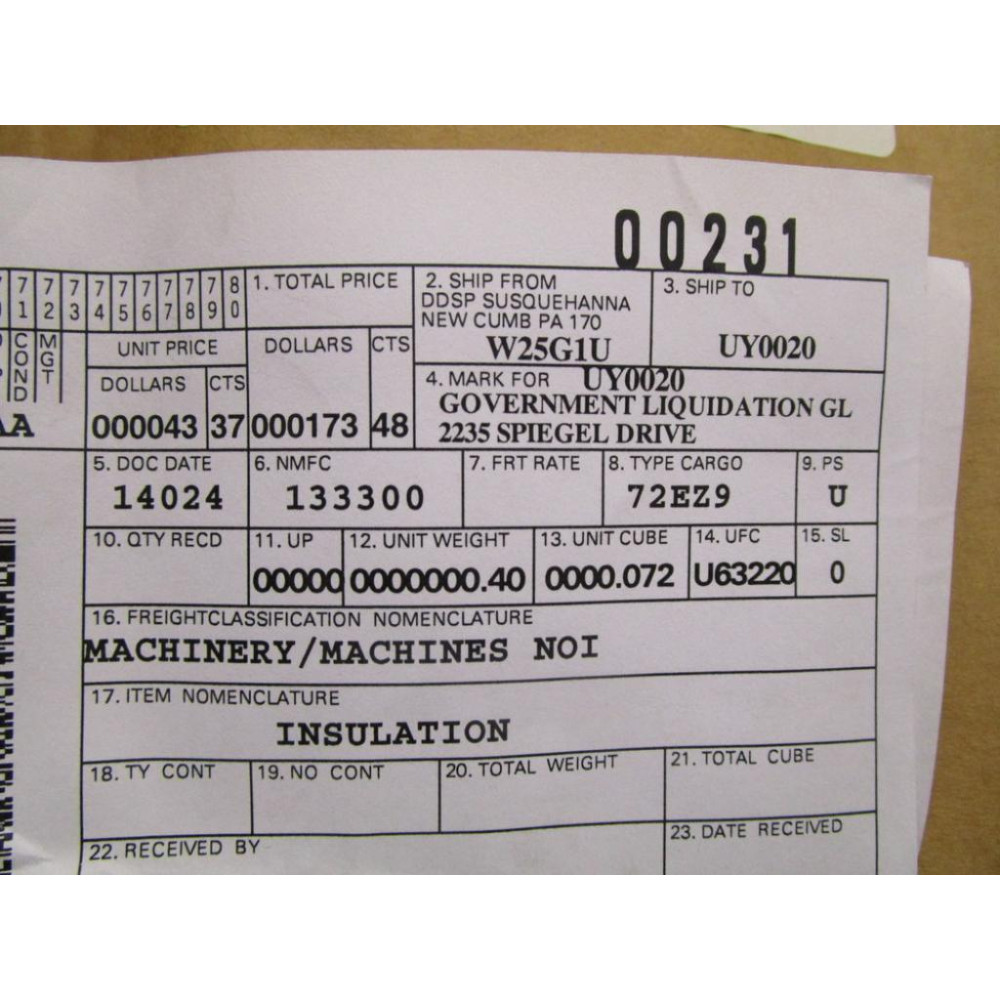 00231
7 7 7 7 7 7 7 7 7 8
1 2 3 4 5 6 7 8 9 0
1. TOTAL PRICE
2. SHIP FROM
DDSP SUSQUEHANNA
NEW CUMB PA 170
W25G1U
3. SHIP TO
UY0020
COND
MGT
UNIT PRICE
DOLLARS CTS
DOLLARS CTS
4. MARK FOR UY0020
GOVERNMENT LIQUIDATION GL
2235 SPIEGEL DRIVE
000043 37 000173 48
5. DOC DATE 6. NMFC 7. FRT RATE 8. TYPE CARGO 9. PS
14024 133300 72EZ9 U
10. QTY RECD 11. UP 12. UNIT WEIGHT 13. UNIT CUBE 14. UFC 15. SL
00000 0000000.40 0000.072 U63220 0
16. FREIGHTCLASSIFICATION NOMENCLATURE
MACHINERY/MACHINES NOI
17. ITEM NOMENCLATURE
INSULATION
18. TY CONT 19. NO CONT 20. TOTAL WEIGHT 21. TOTAL CUBE
22. RECEIVED BY 23. DATE RECEIVED